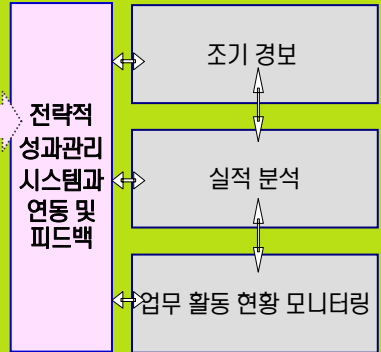 전략적
성과관리
시스템과
연동 및
피드백
조기 경보
실적 분석
업무 활동 현황 모니터링